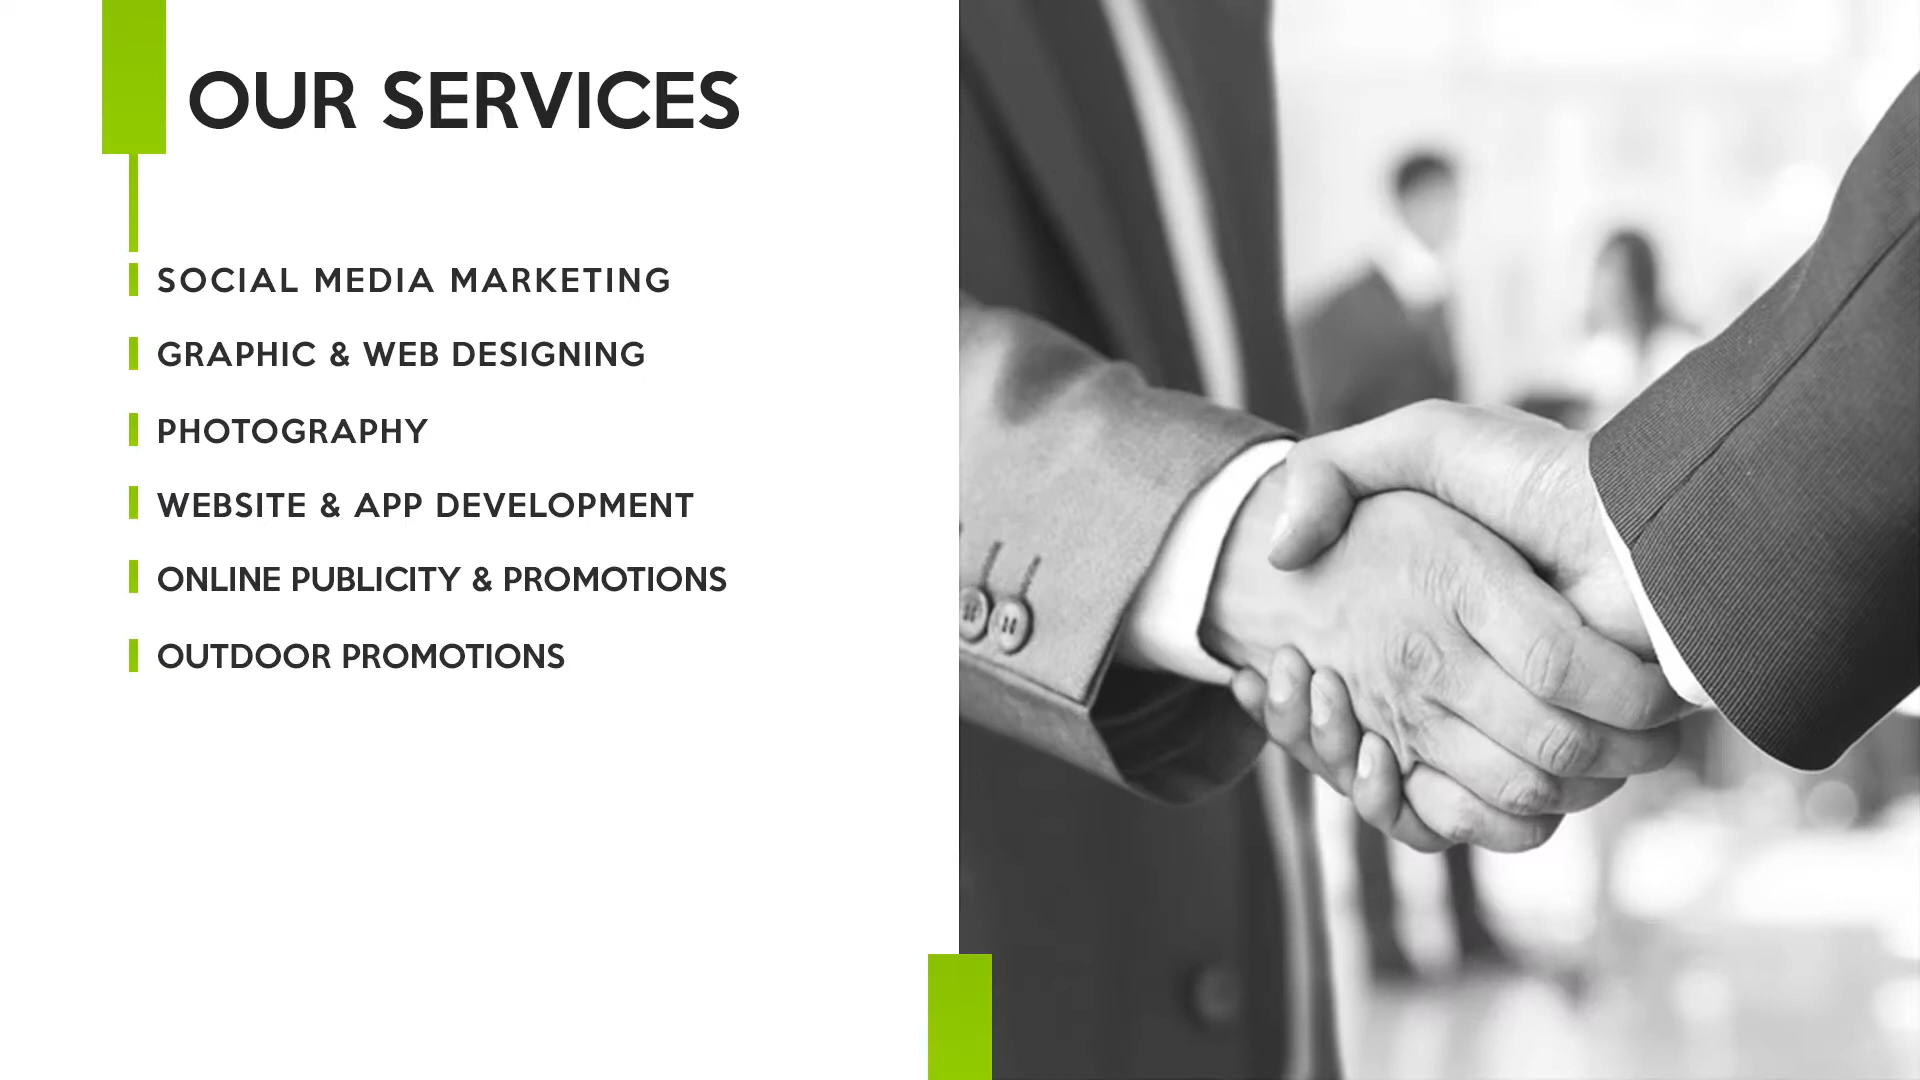 OUR SERVICES
SOCIAL MEDIA MARKETING
GRAPHIC & WEB DESIGNING
PHOTOGRAPHY
WEBSITE & APP DEVELOPMENT
ONLINE PUBLICITY & PROMOTIONS
OUTDOOR PROMOTIONS